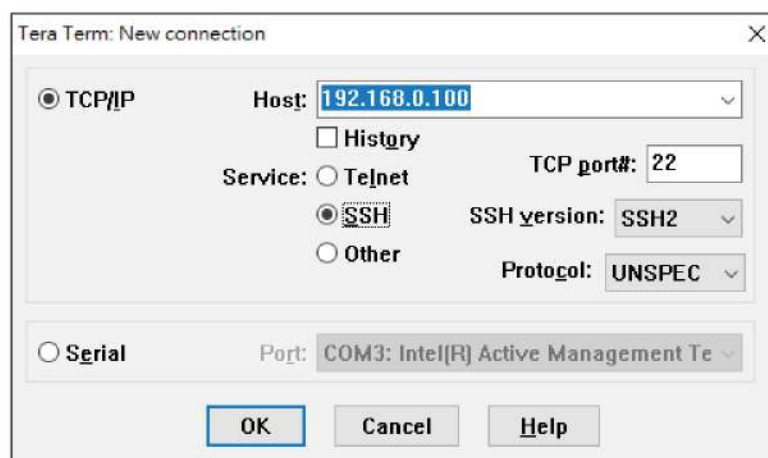 Tera Term: New connection
TCP/IP Host: 192.168.0.100
History
Service: Telnet TCP port#: 22
SSH SSH version: SSH2
Other Protocol: UNSPEC
Serial Port: COM3: Intel(R) Active Management Te
OK Cancel Help